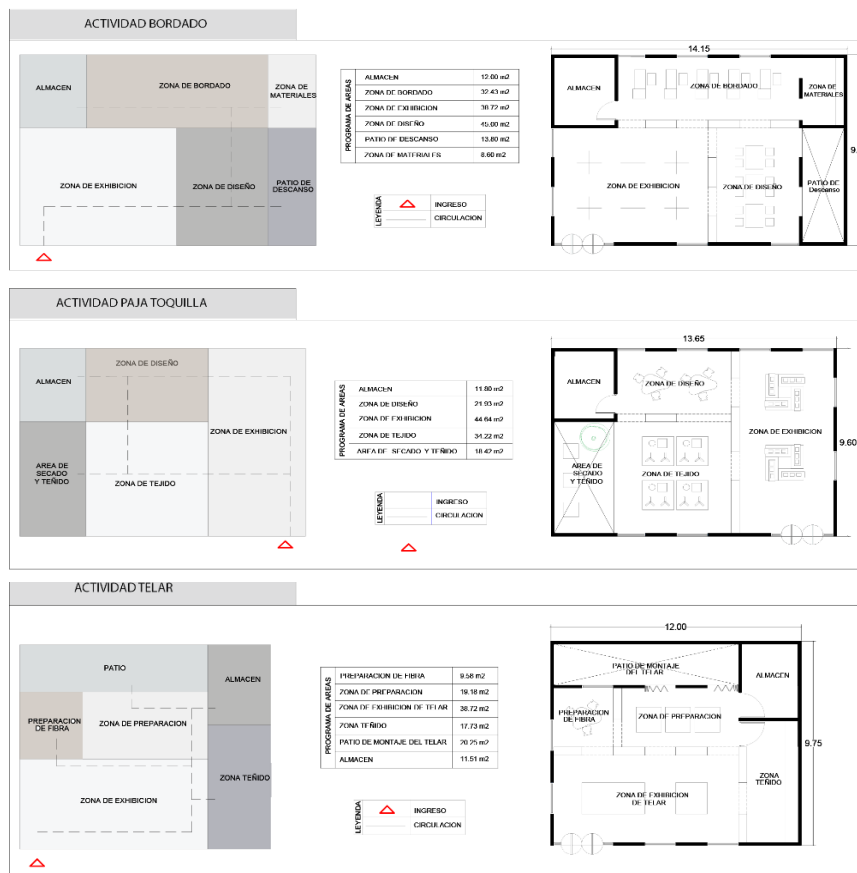 ACTIVIDAD BORDADO
ALMACEN
ZONA DE BORDADO
ZONA DE
MATERIALES
ZONA DE EXHIBICION
ZONA DE DISEÑO
PATIO DE
DESCANSO
PROGRAMA DE AREAS
ALMACEN 12.00 m2
ZONA DE BORDADO 32.43 m2
ZONA DE EXHIBICION 38.72 m2
ZONA DE DISEÑO 45.00 m2
PATIO DE DESCANSO 13.80 m2
ZONA DE MATERIALES 8.60 m2
LEYENDA
INGRESO
CIRCULACION
14.15
ALMACEN
ZONA DE BORDADO
ZONA DE
MATERIALES
9.
ZONA DE EXHIBICION
ZONA DE DISEÑO
PATIO DE
Descanso
ACTIVIDAD PAJA TOQUILLA
ALMACEN
ZONA DE DISEÑO
ZONA DE EXHIBICION
AREA DE
SECADO
Y TEÑIDO
ZONA DE TEJIDO
PROGRAMA DE AREAS
ALMACEN 11.80 m2
ZONA DE DISEÑO 21.93 m2
ZONA DE EXHIBICION 44.64 m2
ZONA DE TEJIDO 34.22 m2
AREA DE SECADO Y TEÑIDO 18.42 m2
LEYENDA
INGRESO
CIRCULACION
13.65
ALMACEN
ZONA DE DISEÑO
ZONA DE EXHIBICION
9.60
AREA DE
SECADO
Y TEÑIDO
ZONA DE TEJIDO
ACTIVIDAD TELAR
PATIO
ALMACEN
PREPARACION
DE FIBRA
ZONA DE PREPARACION
ZONA TEÑIDO
ZONA DE EXHIBICION
PROGRAMA DE AREAS
PREPARACION DE FIBRA 9.58 m2
ZONA DE PREPARACION 19.18 m2
ZONA DE EXHIBICION DE TELAR 38.72 m2
ZONA TEÑIDO 17.73 m2
PATIO DE MONTAJE DEL TELAR 20.25 m2
ALMACEN 11.51 m2
LEYENDA
INGRESO
CIRCULACION
12.00
PATIO DE MONTAJE
DEL TELAR
ALMACEN
PREPARACION
DE FIBRA
ZONA DE PREPARACION
9.75
ZONA
TEÑIDO
ZONA DE EXHIBICION
DE TELAR